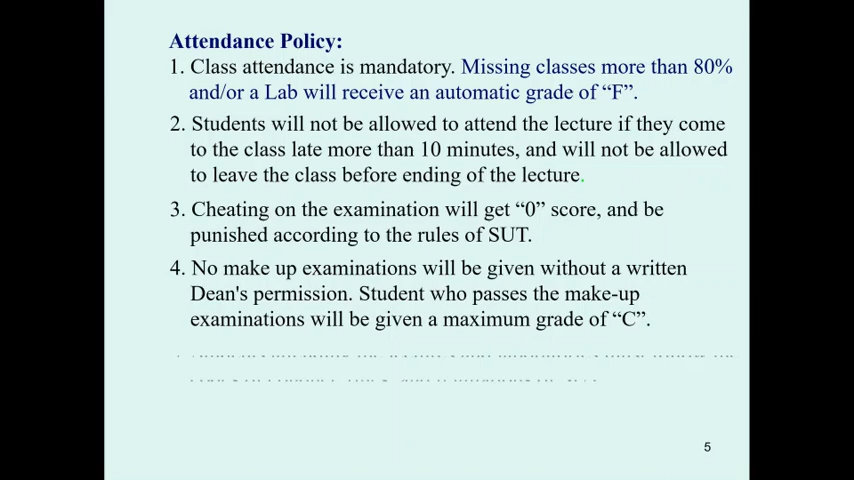 Attendance Policy:
1. Class attendance is mandatory. Missing classes more than 80%
and/or a Lab will receive an automatic grade of “F”.
2. Students will not be allowed to attend the lecture if they come
to the class late more than 10 minutes, and will not be allowed
to leave the class before ending of the lecture.
3. Cheating on the examination will get “0” score, and be
punished according to the rules of SUT.
4. No make up examinations will be given without a written
Dean's permission. Student who passes the make-up
examinations will be given a maximum grade of “C”.
5